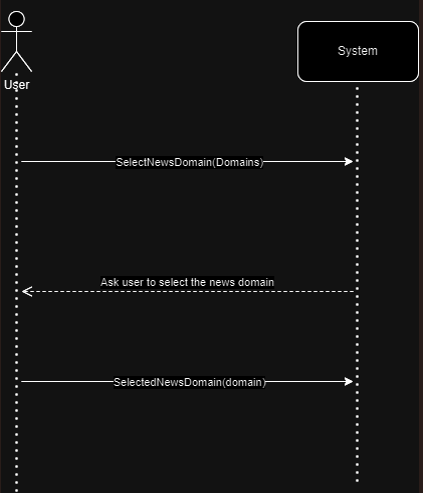 System
User
SelectNewsDomain(Domains)
Ask user to select the news domain
SelectedNewsDomain(domain)